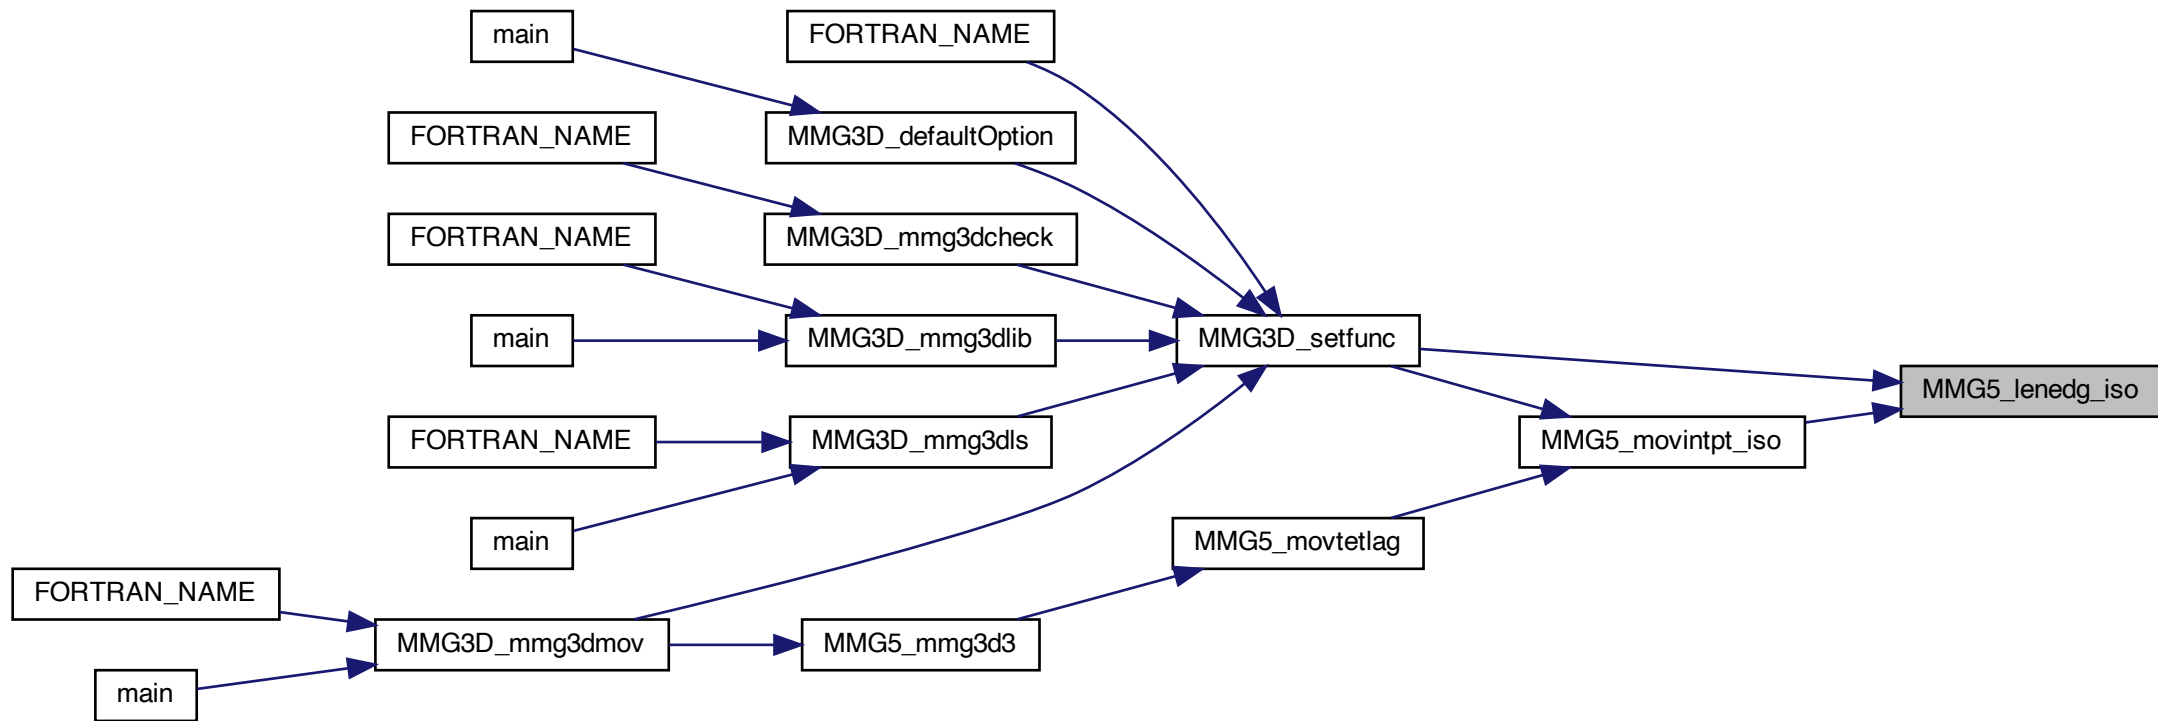 main
FORTRAN_NAME
MMG3D_defaultOption
FORTRAN_NAME
MMG3D_mmg3dcheck
FORTRAN_NAME
main
MMG3D_mmg3dlib
MMG3D_setfunc
MMG5_lenedg_iso
FORTRAN_NAME
MMG3D_mmg3dls
MMG5_movintpt_iso
main
MMG5_movtetlag
FORTRAN_NAME
MMG3D_mmg3dmov
MMG5_mmg3d3
main